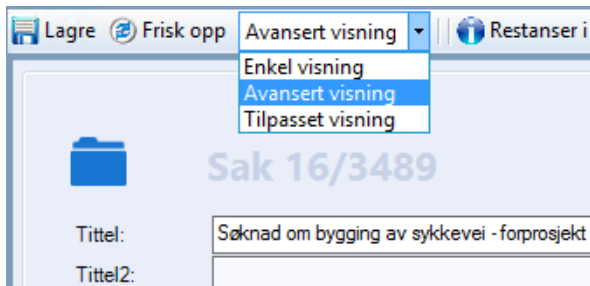 Lagre Frisk opp Avansert visning Restanser i
Enkel visning
Avansert visning
Tilpasset visning
Sak 16/3489
Tittel: Søknad om bygging av sykkevei - forprosjekt
Tittel2: